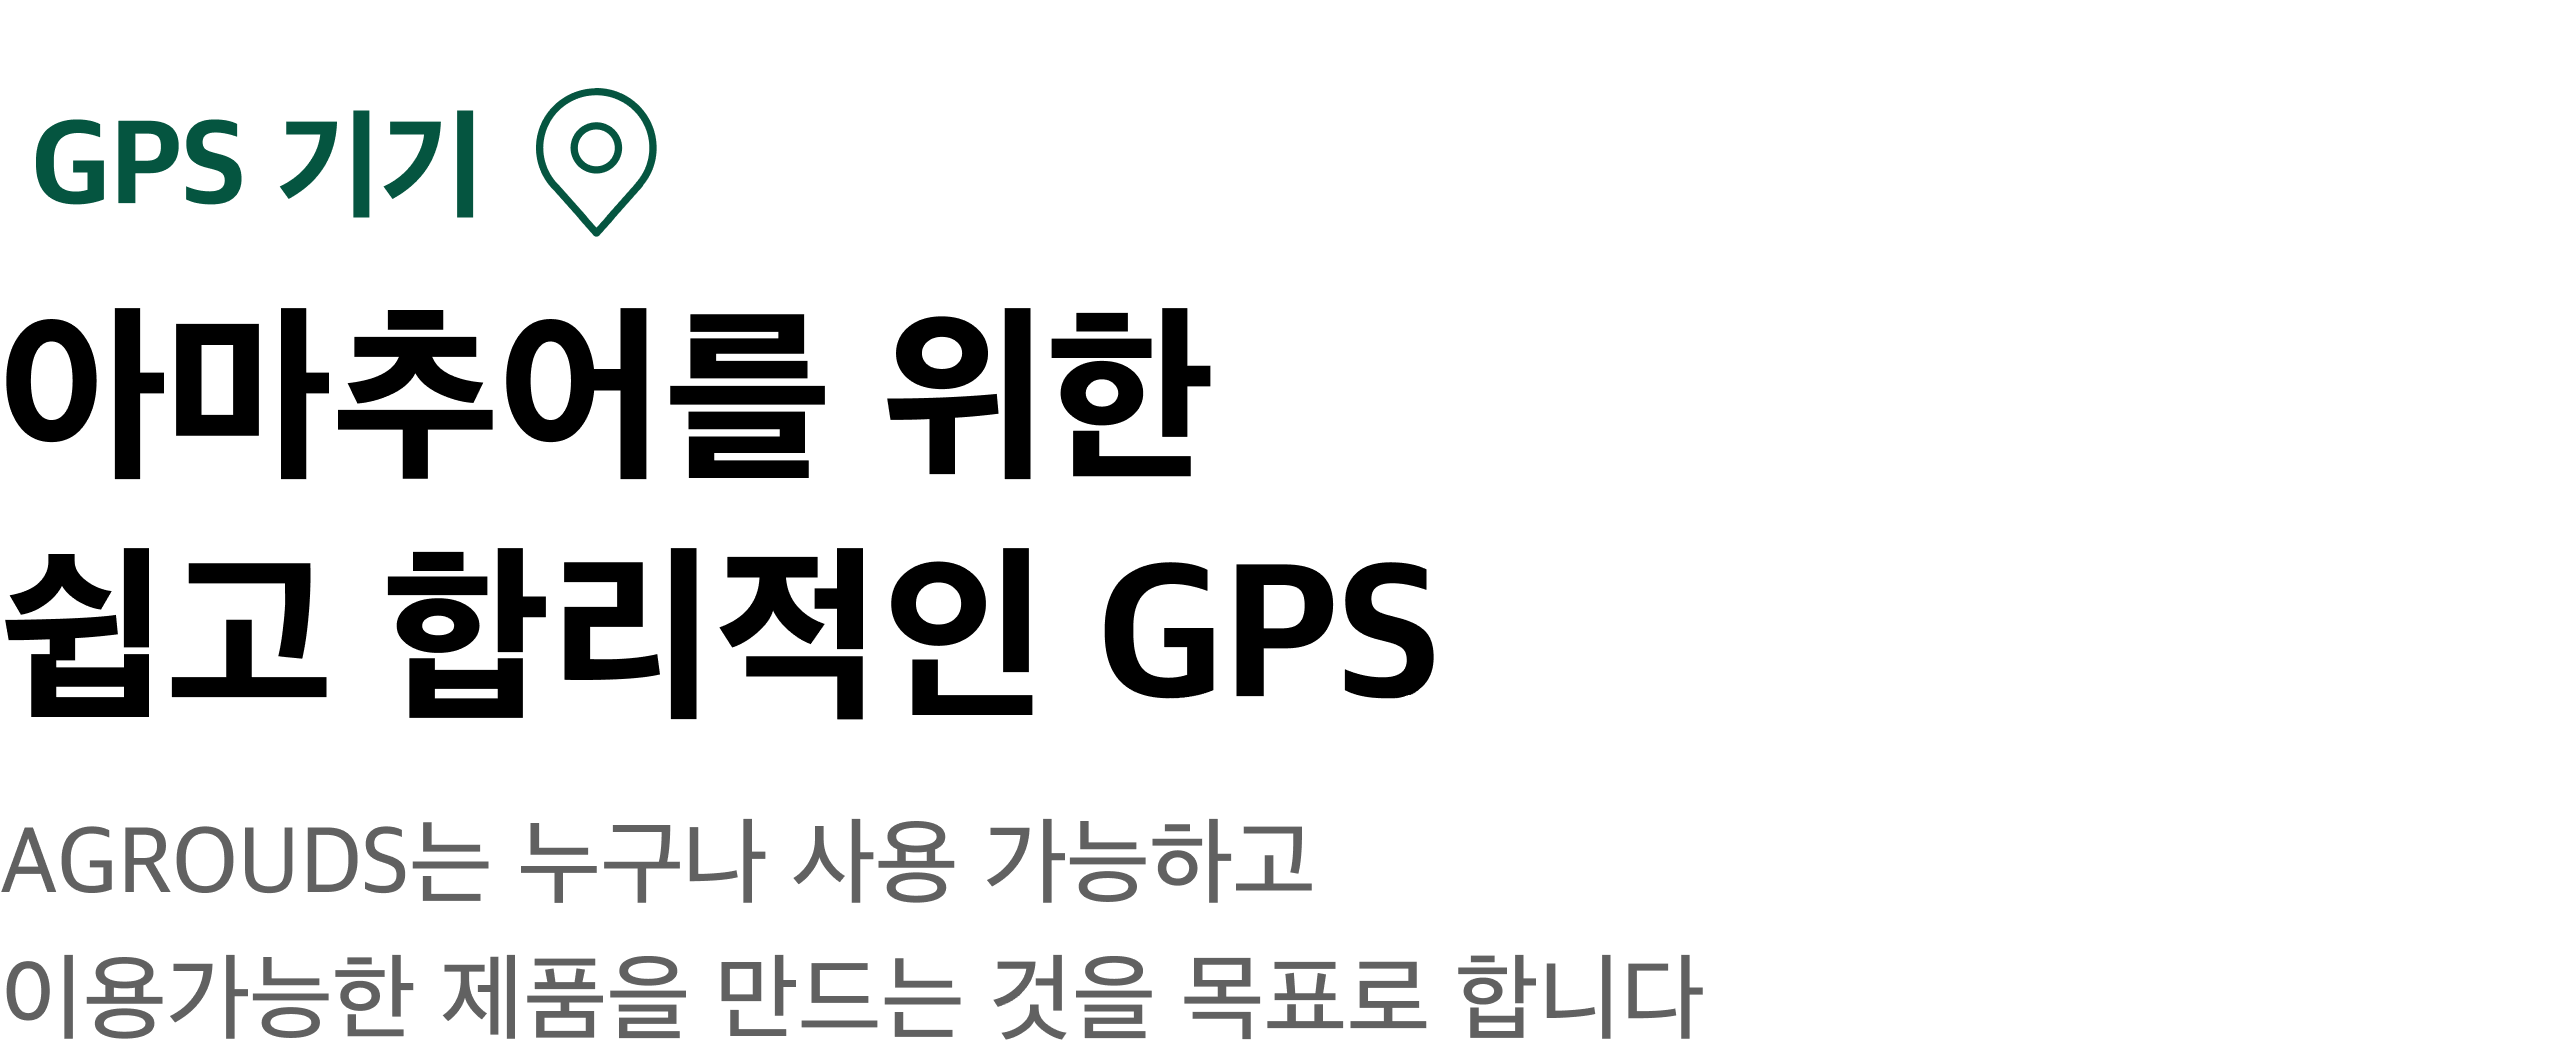 GPS 기기
아마추어를 위한
쉽고 합리적인 GPS
AGROUDS는 누구나 사용 가능하고
이용가능한 제품을 만드는 것을 목표로 합니다